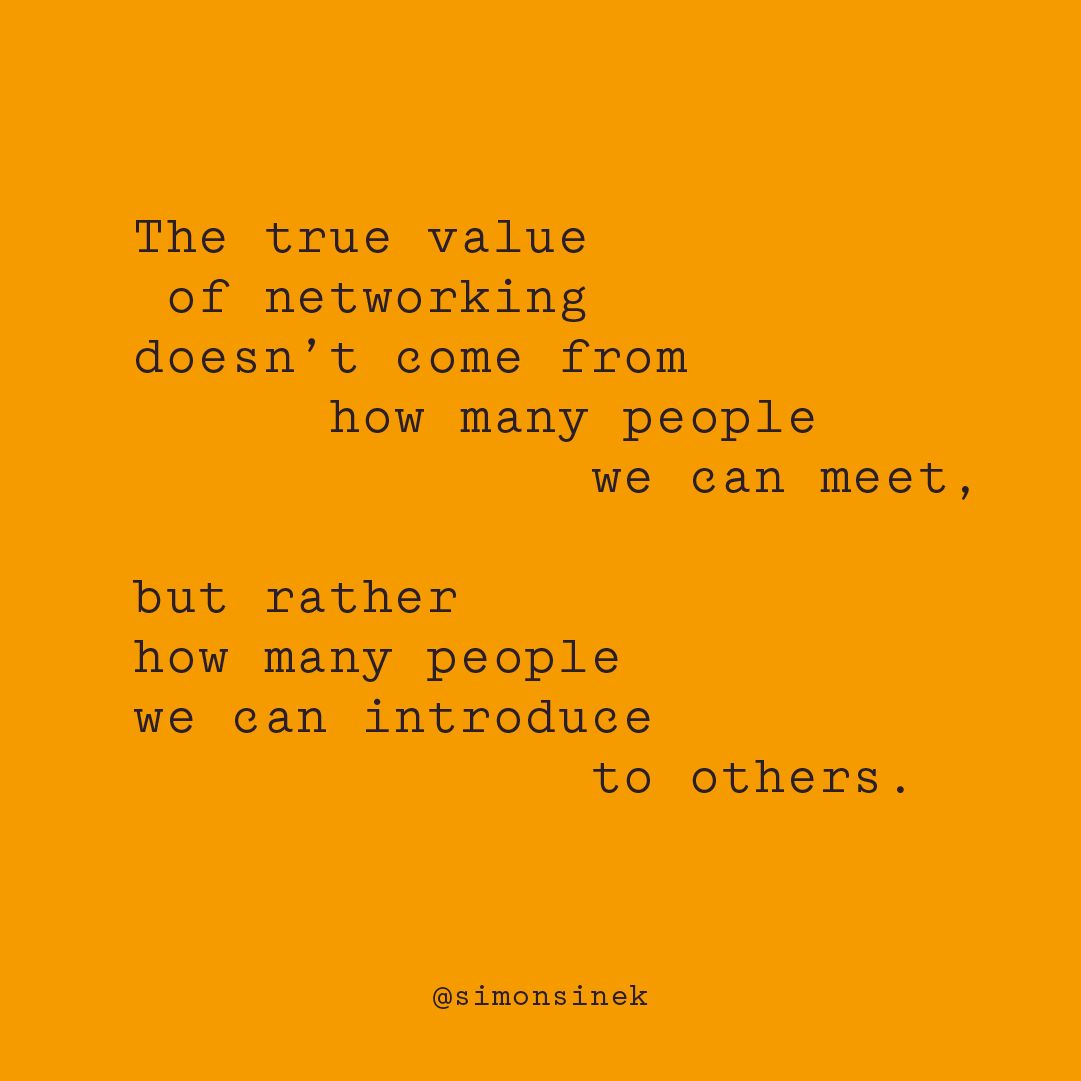 The true value
of networking
doesn’t come from
how many people
we can meet,
but rather
how many people
we can introduce
to others.
@simonsinek